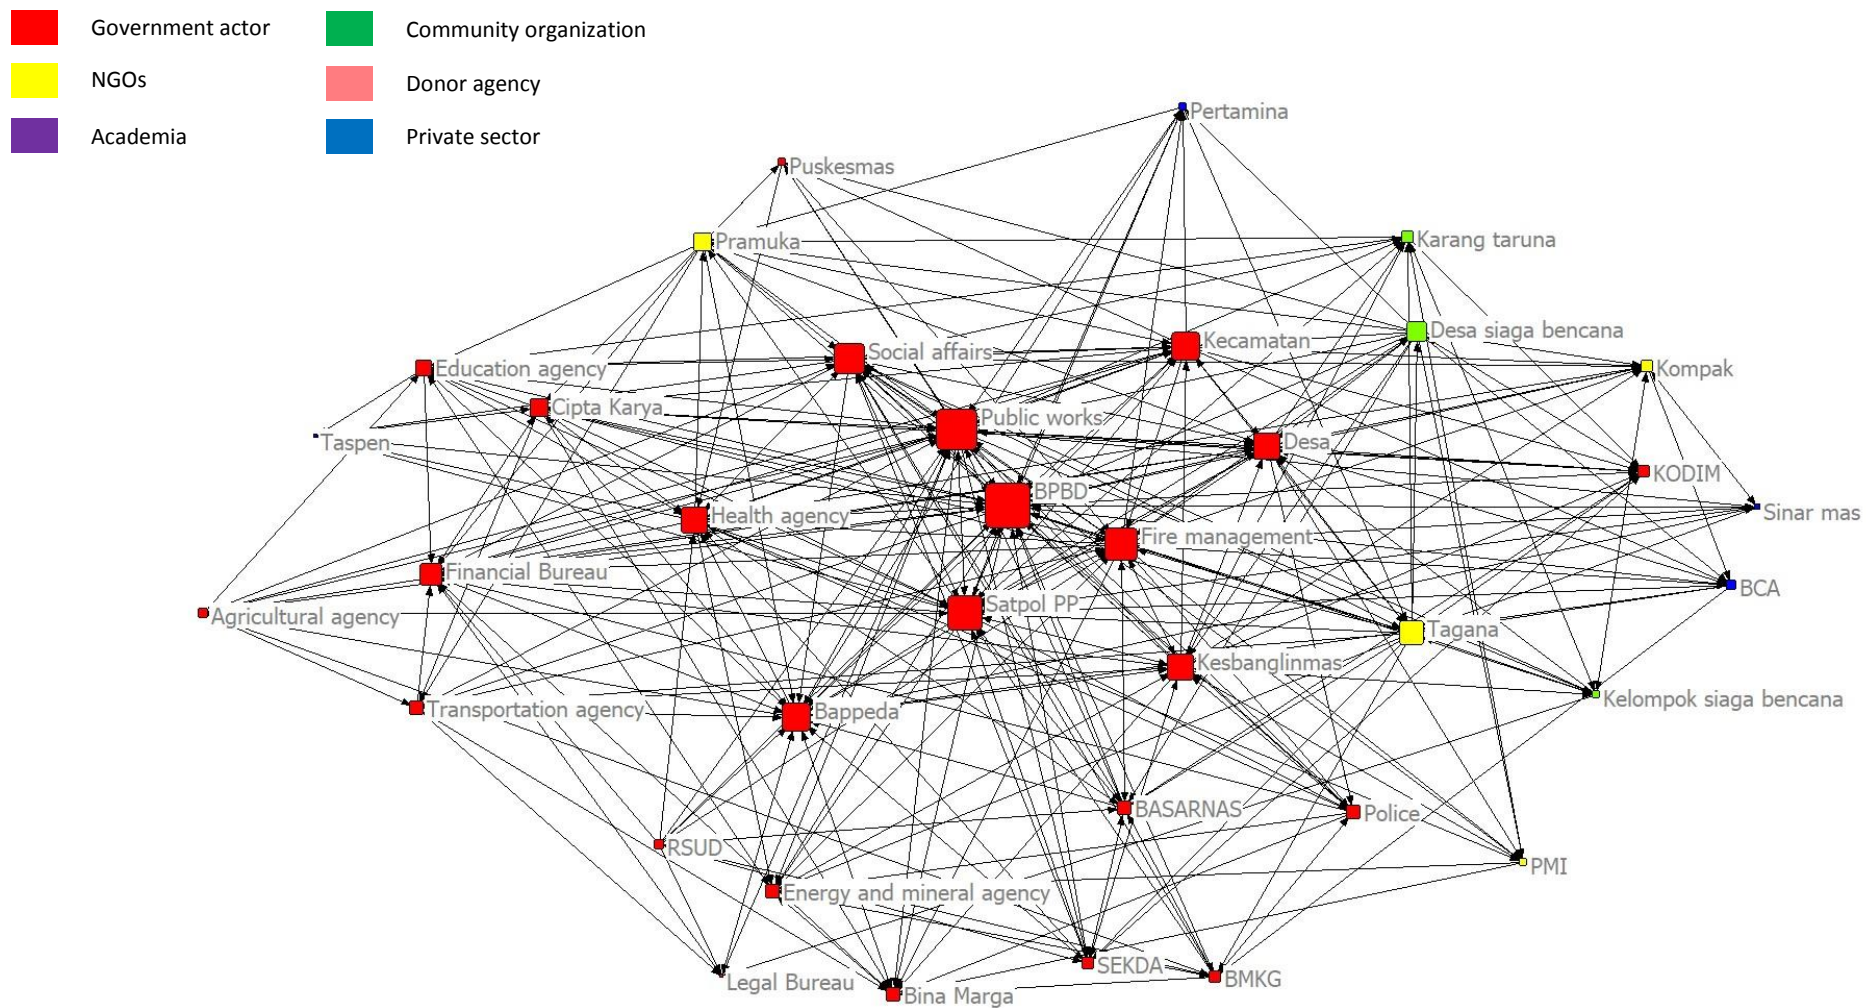 Government actor
Community organization
NGOs
Donor agency
Academia
Private sector
Pertamina
Puskesmas
Pramuka
Karang taruna
Desa siaga bencana
Kecamatan
Social affairs
Education agency
Kompak
Cipta Karya
Public works
Taspen
Desa
KODIM
BPBD
Sinar mas
Health agency
Fire management
Financial Bureau
BCA
Satpol PP
Agricultural agency
Tagana
Kesbanglinmas
Kelompok siaga bencana
Transportation agency
Bappeda
BASARNAS
Police
RSUD
PMI
Energy and mineral agency
SEKDA
BMKG
Legal Bureau
Bina Marga